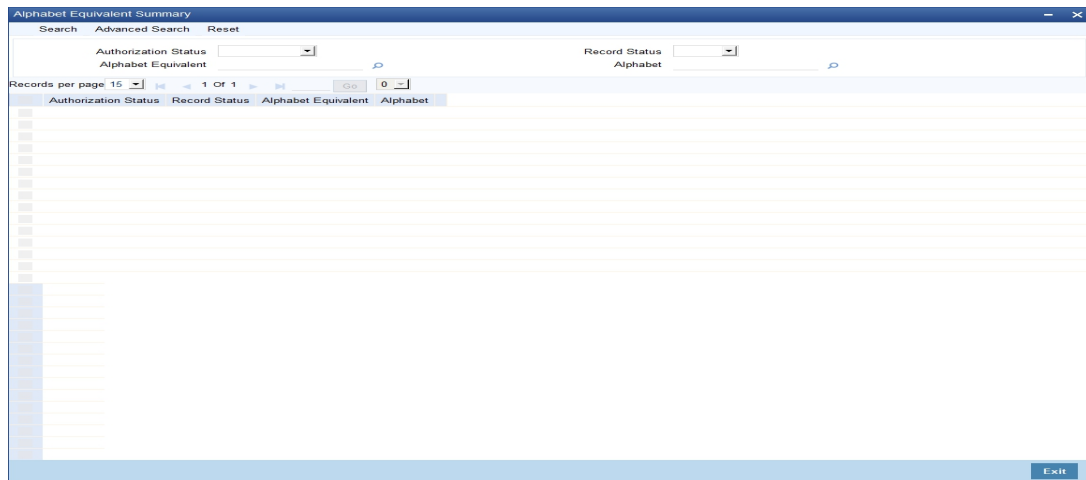 Alphabet Equivalent Summary
Search Advanced Search Reset
Authorization Status Record Status
Alphabet Equivalent Alphabet
Records per page 15 1 Of 1 Go 0
Authorization Status Record Status Alphabet Equivalent Alphabet
Exit